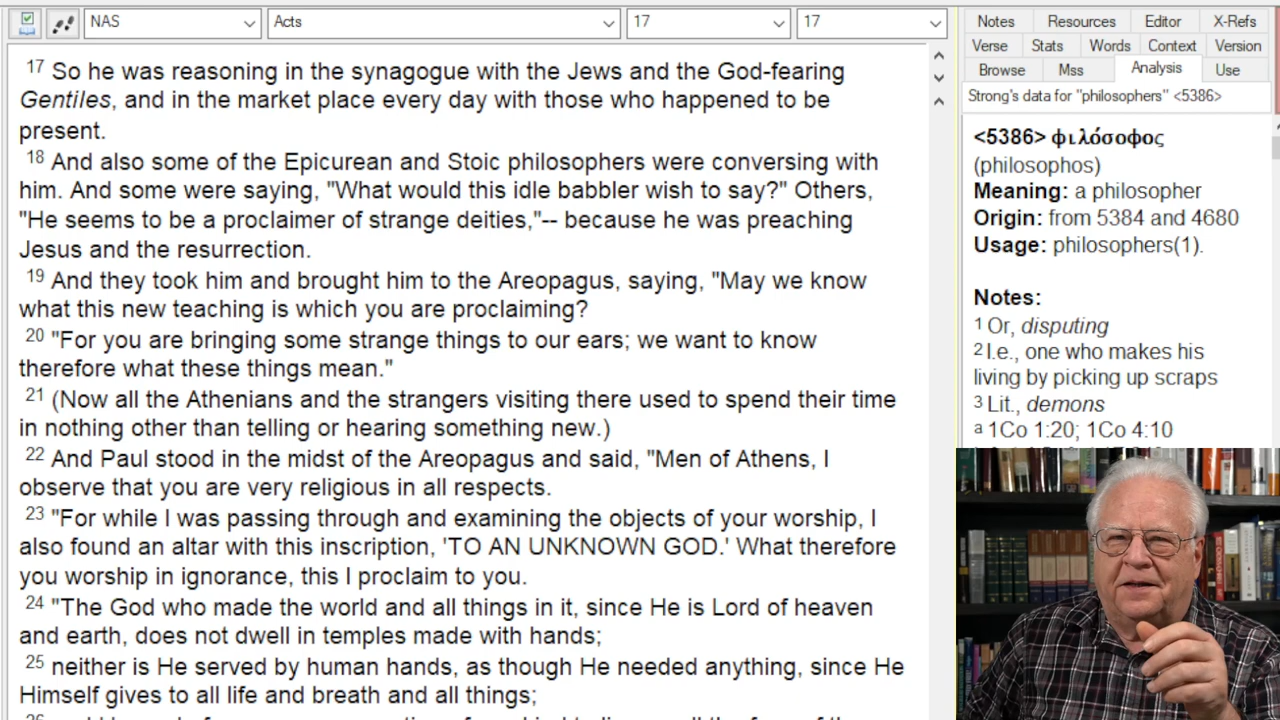 NAS Acts 17 17
17 So he was reasoning in the synagogue with the Jews and the God-fearing
Gentiles, and in the market place every day with those who happened to be
present.
18 And also some of the Epicurean and Stoic philosophers were conversing with
him. And some were saying, "What would this idle babbler wish to say?" Others,
"He seems to be a proclaimer of strange deities,"-- because he was preaching
Jesus and the resurrection.
19 And they took him and brought him to the Areopagus, saying, "May we know
what this new teaching is which you are proclaiming?
20 "For you are bringing some strange things to our ears; we want to know
therefore what these things mean."
21 (Now all the Athenians and the strangers visiting there used to spend their time
in nothing other than telling or hearing something new.)
22 And Paul stood in the midst of the Areopagus and said, "Men of Athens, I
observe that you are very religious in all respects.
23 "For while I was passing through and examining the objects of your worship, I
also found an altar with this inscription, 'TO AN UNKNOWN GOD.' What therefore
you worship in ignorance, this I proclaim to you.
24 "The God who made the world and all things in it, since He is Lord of heaven
and earth, does not dwell in temples made with hands;
25 neither is He served by human hands, as though He needed anything, since He
Himself gives to all life and breath and all things;
Notes Resources Editor X-Refs
Verse Stats Words Context Version
Browse Mss Analysis Use
Strong's data for "philosophers" <5386>
<5386> φιλόσοφος
(philosophos)
Meaning: a philosopher
Origin: from 5384 and 4680
Usage: philosophers(1).
Notes:
1 Or, disputing
2 I.e., one who makes his
living by picking up scraps
3 Lit., demons
a 1Co 1:20; 1Co 4:10